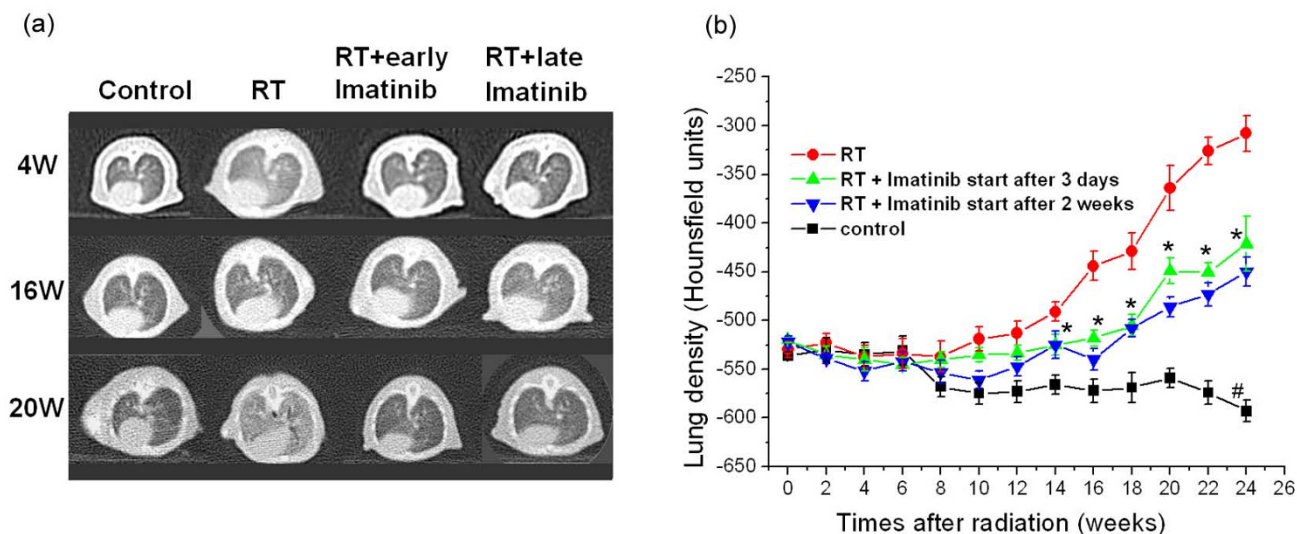 (a)
Control
RT
RT+early
Imatinib
RT+late
Imatinib
4W
16W
20W
(b)
Lung density (Hounsfield units)
-250
-300
-350
-400
-450
-500
-550
-600
-650
RT
RT + Imatinib start after 3 days
RT + Imatinib start after 2 weeks
control
* * * * * *
#
0 2 4 6 8 10 12 14 16 18 20 22 24 26
Times after radiation (weeks)